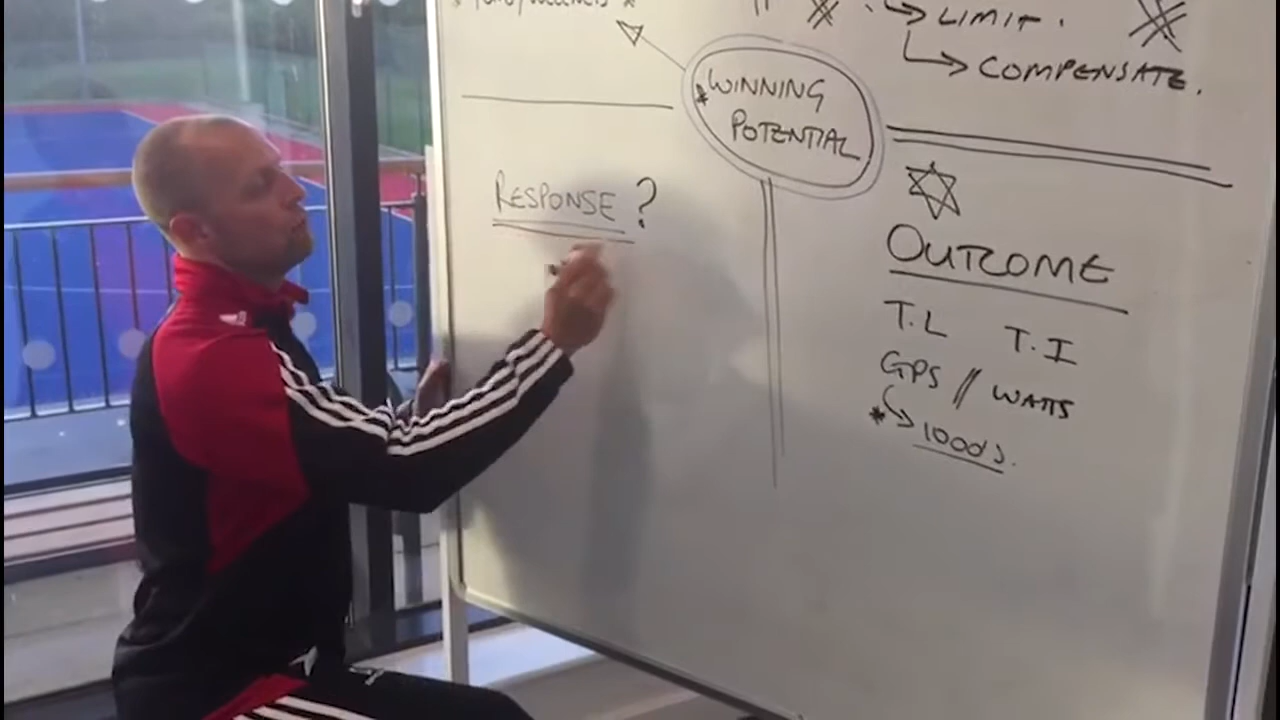 LIMIT.
COMPENSATE.
WINNING
POTENTIAL
RESPONSE ?
OUTCOME
T.L T.I
GPS // WATTS
* 1000's.